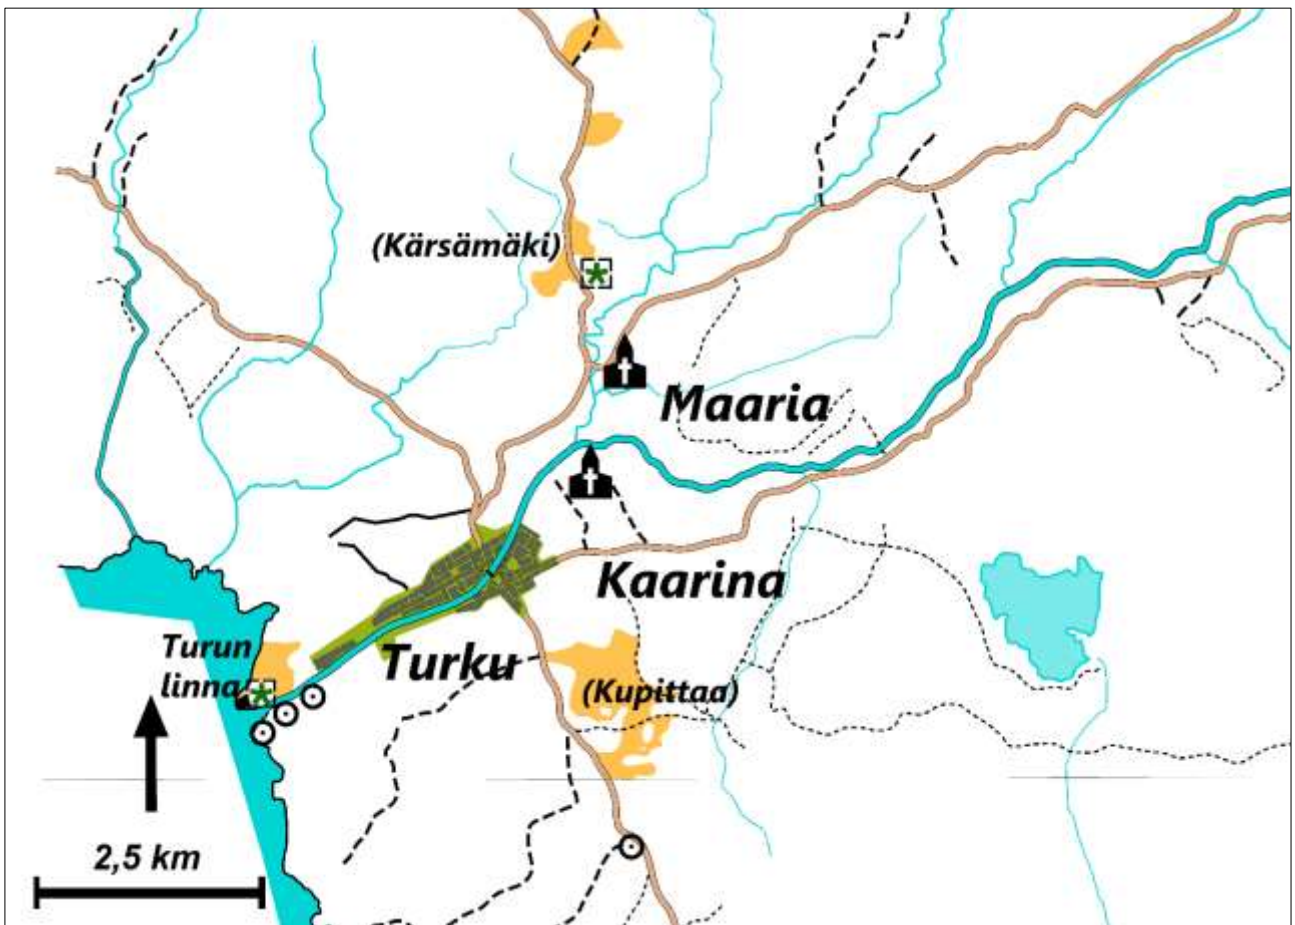 (Kärsämäki)
Maaria
Kaarina
Turun
linna
Turku
(Kupittaa)
2,5 km